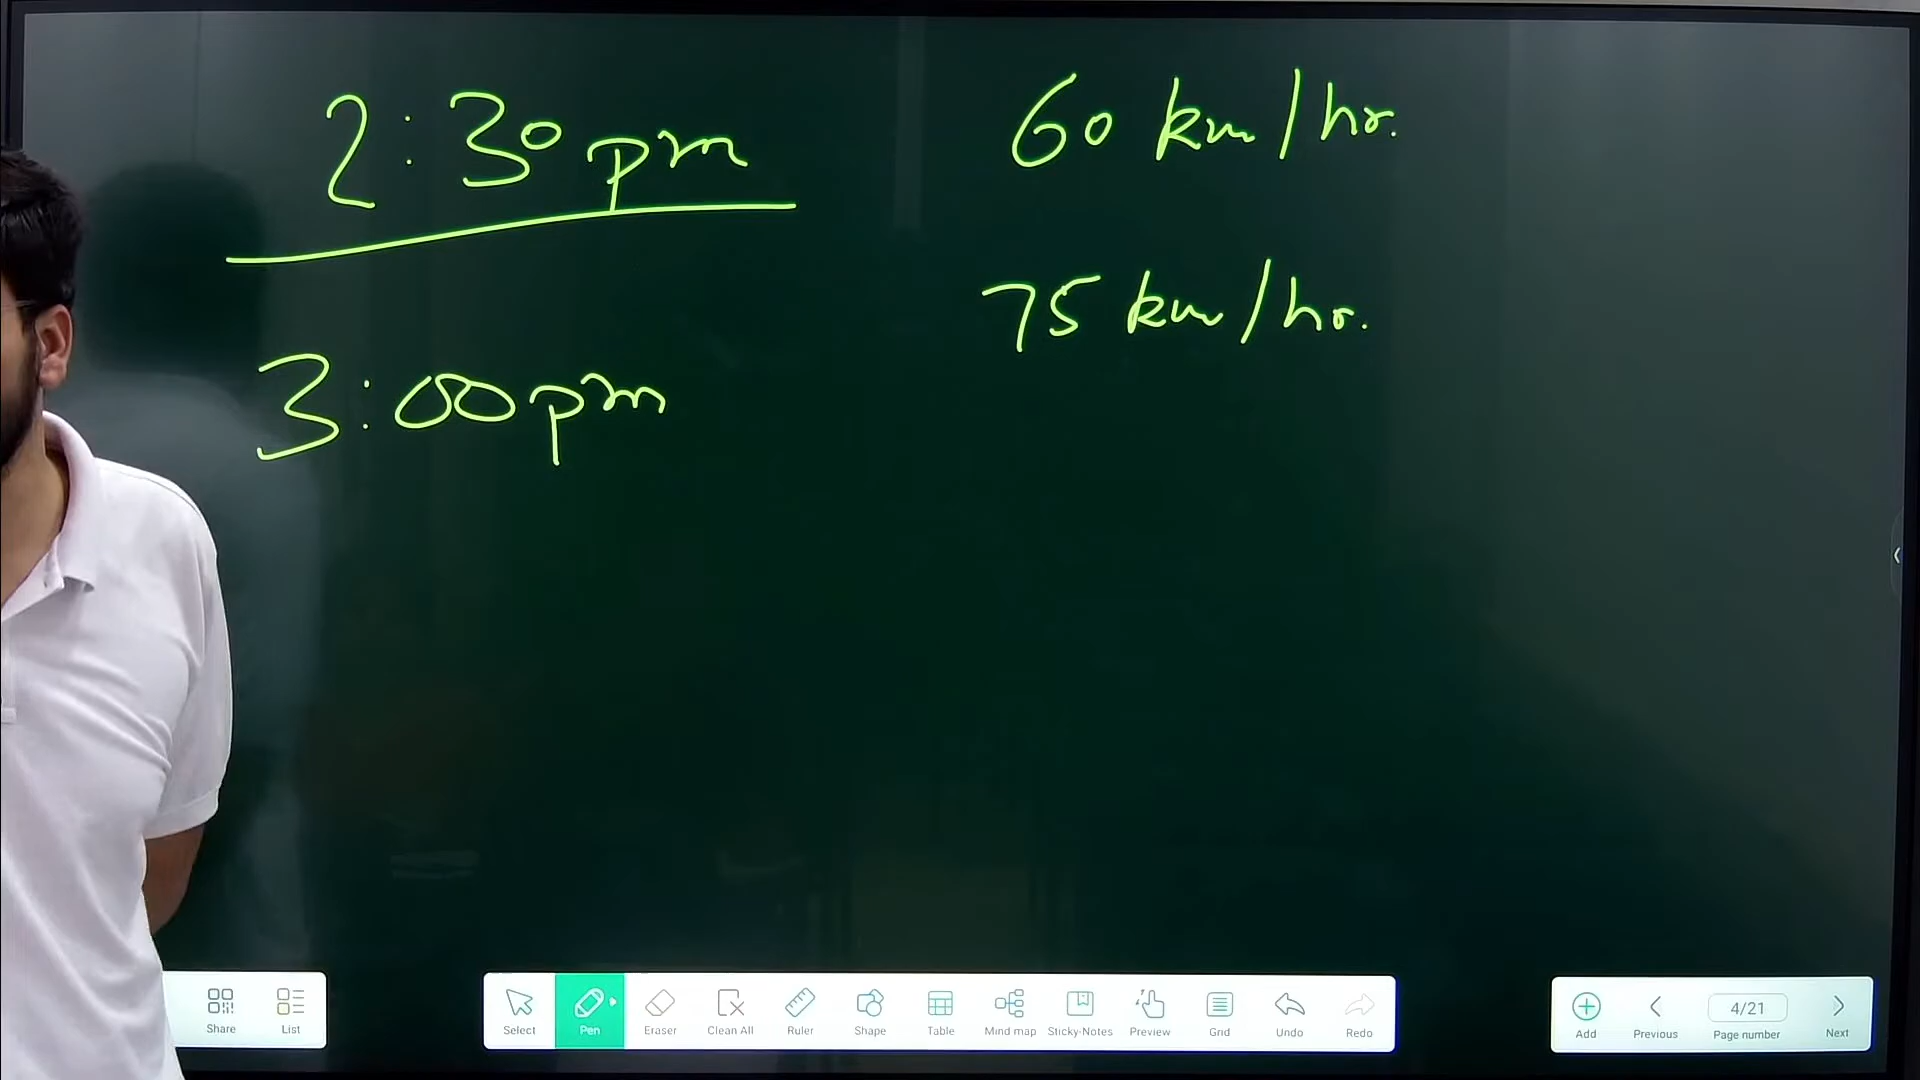 2:30 pm
60 km/hr.
75 km/hr.
3:00 pm
Share
List
Select
Pen
Eraser
Clean All
Ruler
Shape
Table
Mind map
Sticky-Notes
Preview
Grid
Undo
Redo
Add
Previous
4/21
Page number
Next